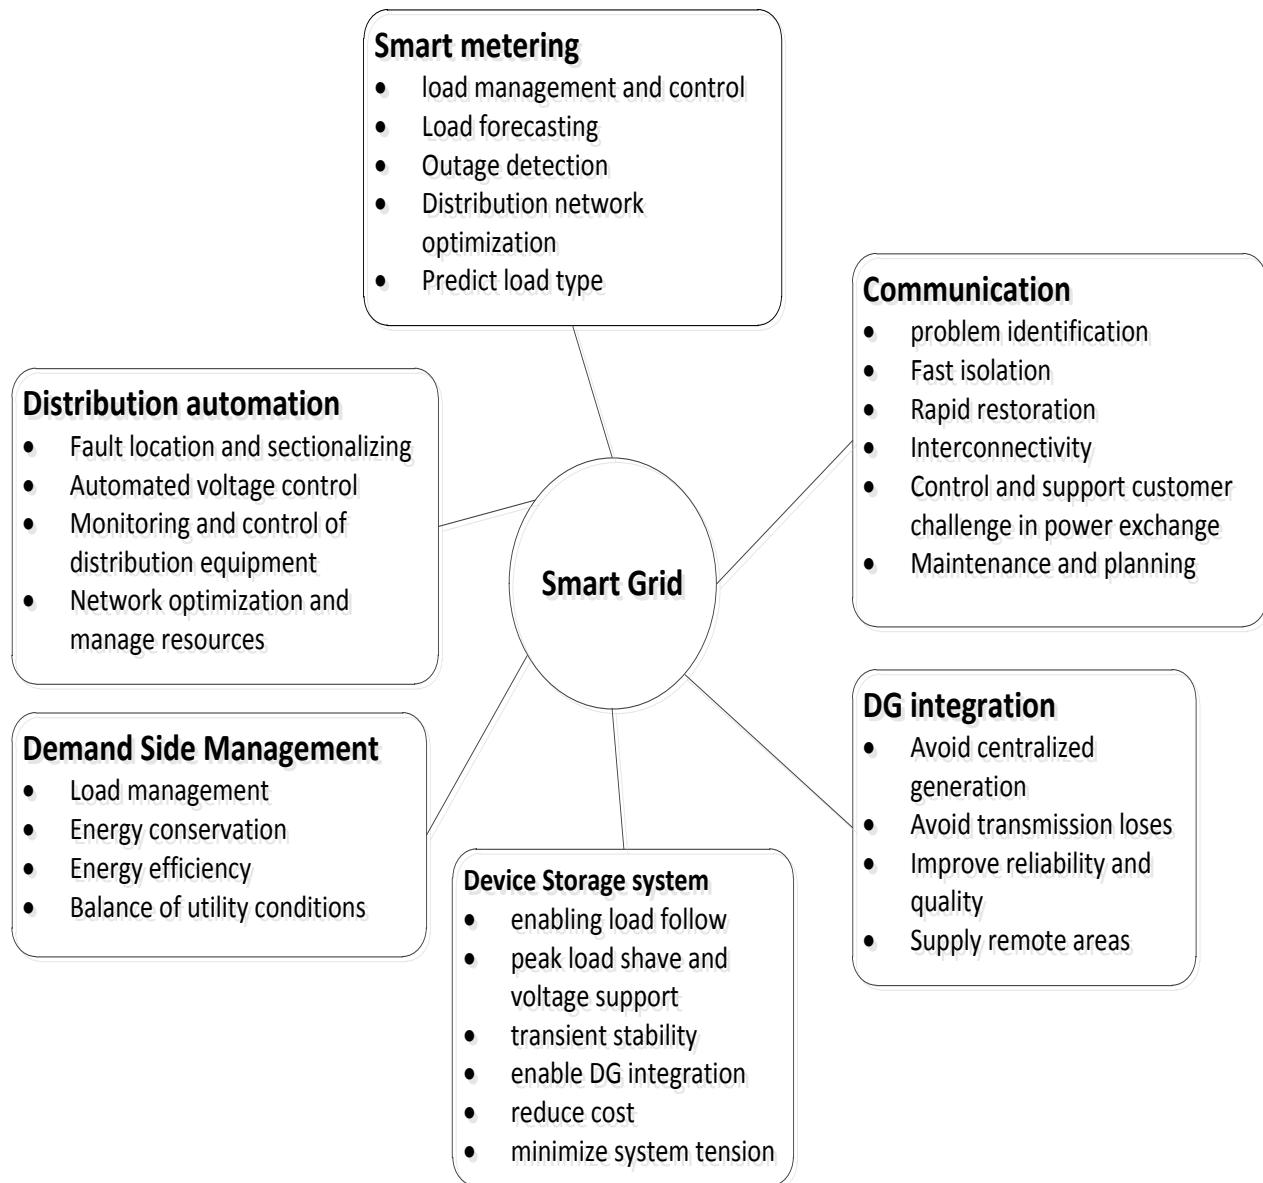 Smart metering
• load management and control
• Load forecasting
• Outage detection
• Distribution network
optimization
• Predict load type
Communication
• problem identification
• Fast isolation
• Rapid restoration
• Interconnectivity
• Control and support customer
challenge in power exchange
• Maintenance and planning
Distribution automation
• Fault location and sectionalizing
• Automated voltage control
• Monitoring and control of
distribution equipment
• Network optimization and
manage resources
Smart Grid
DG integration
• Avoid centralized
generation
• Avoid transmission loses
• Improve reliability and
quality
• Supply remote areas
Demand Side Management
• Load management
• Energy conservation
• Energy efficiency
• Balance of utility conditions
Device Storage system
• enabling load follow
• peak load shave and
voltage support
• transient stability
• enable DG integration
• reduce cost
• minimize system tension